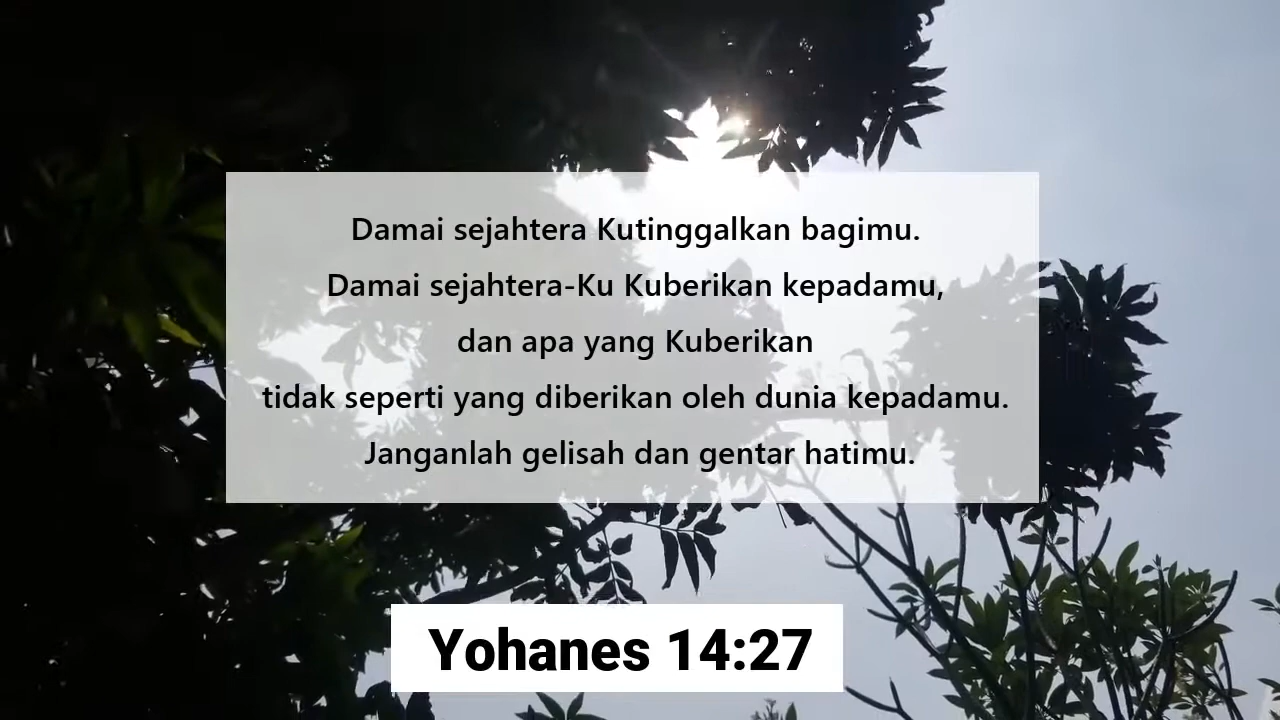 Damai sejahtera Kutinggalkan bagimu.
Damai sejahtera-Ku Kuberikan kepadamu,
dan apa yang Kuberikan
tidak seperti yang diberikan oleh dunia kepadamu.
Janganlah gelisah dan gentar hatimu.
Yohanes 14:27